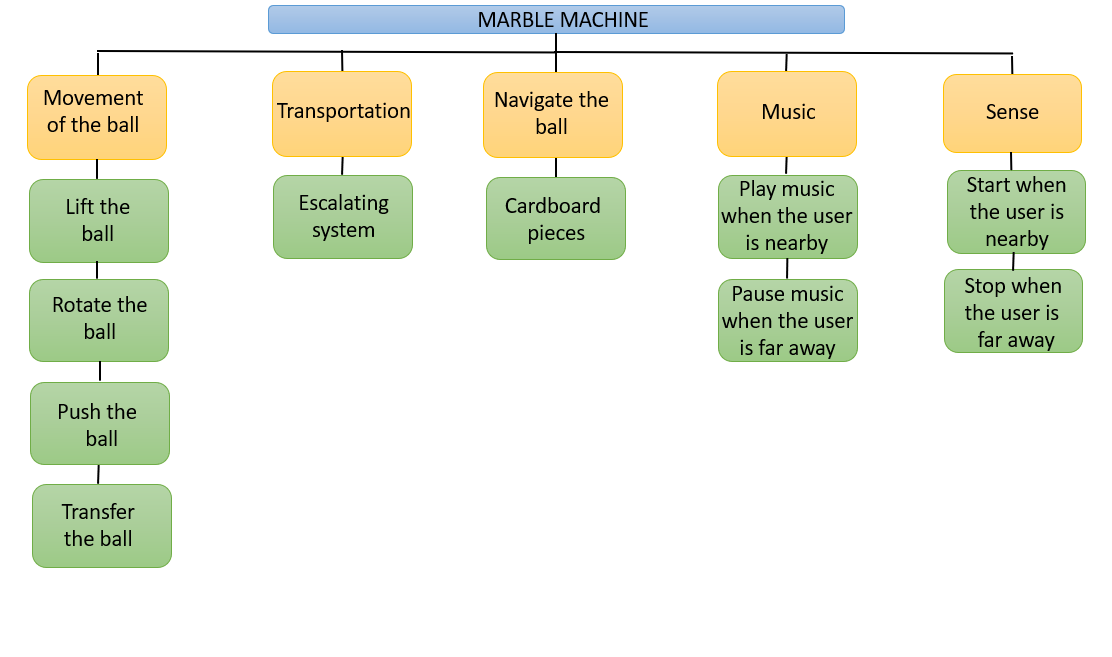 MARBLE MACHINE
Movement
of the ball
Transportation
Navigate the
ball
Music
Sense
Lift the
ball
Rotate the
ball
Push the
ball
Transfer
the ball
Escalating
system
Cardboard
pieces
Play music
when the user
is nearby
Pause music
when the user
is far away
Start when
the user is
nearby
Stop when
the user is
far away